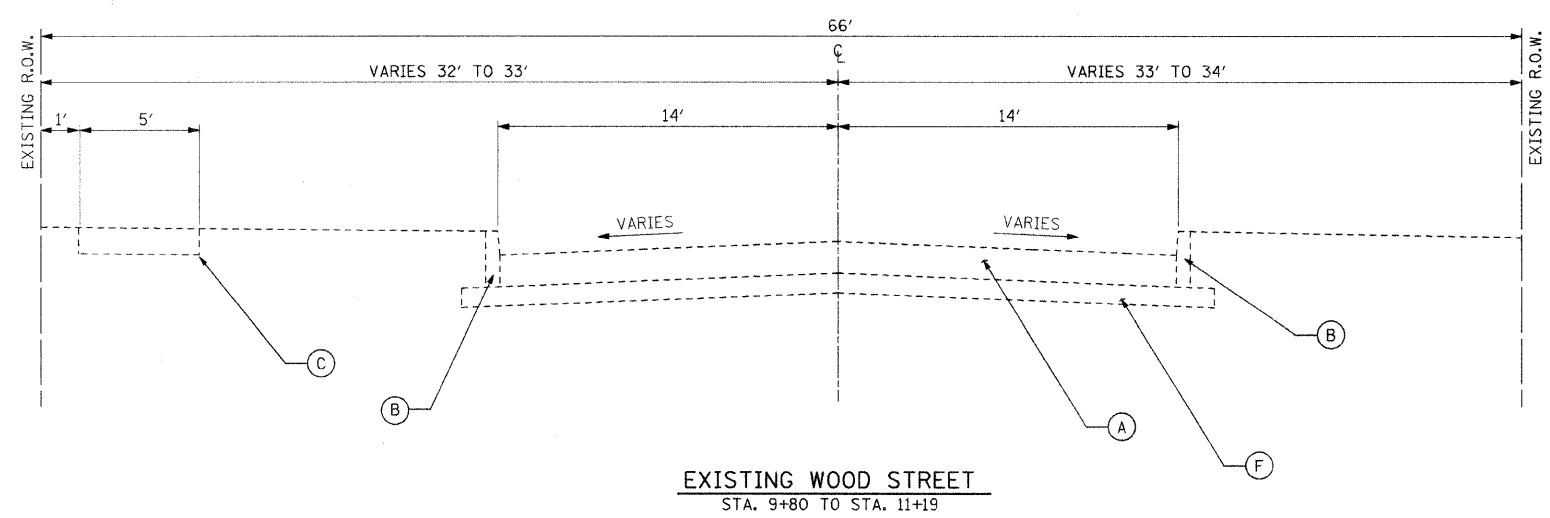 66'
℄
VARIES 32' TO 33'
VARIES 33' TO 34'
EXISTING R.O.W.
EXISTING R.O.W.
1'
5'
14'
14'
VARIES
VARIES
C
B
B
A
F
EXISTING WOOD STREET
STA. 9+80 TO STA. 11+19